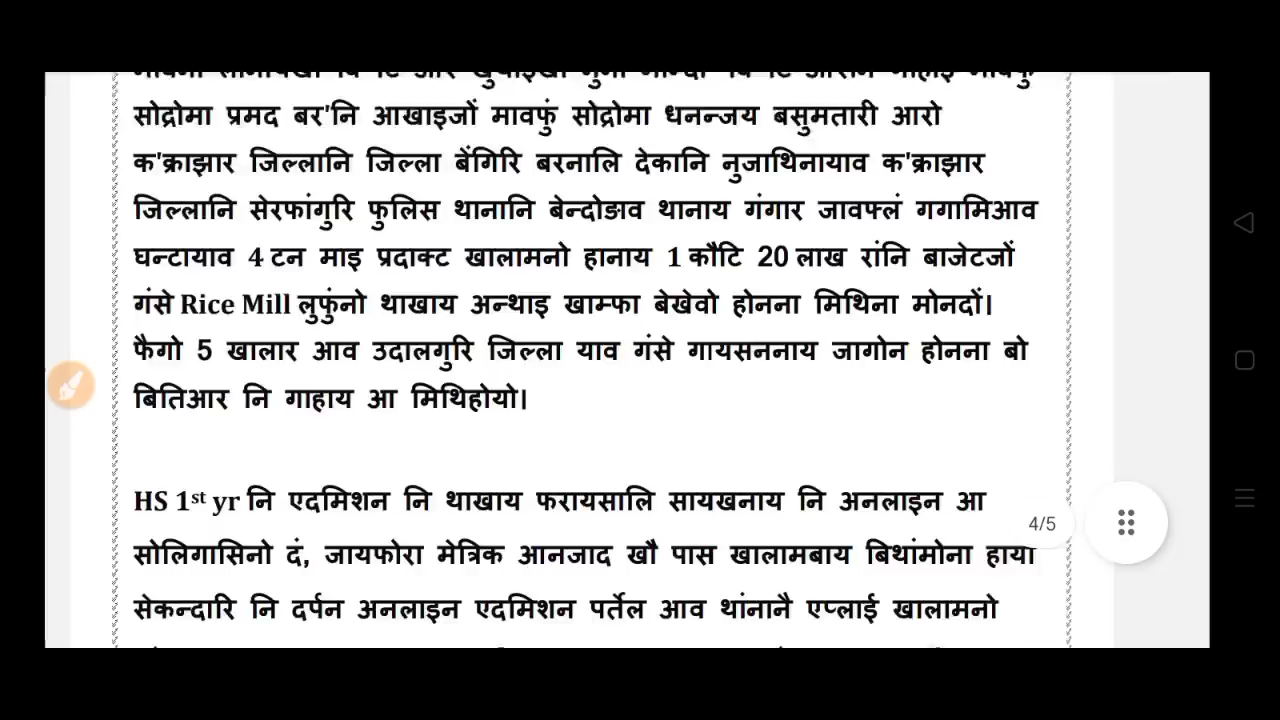 सोद्रोमा प्रमद बर'नि आखाइजों मावफुं सोद्रोमा धनन्जय बसुमतारी आरो
क'क्राझार जिल्लानि जिल्ला बेंगिरि बरनालि देकानि नुजाथिनायाव क'क्राझार
जिल्लानि सेरफांगुरि फुलिस थानानि बेन्दोङाव थानाय गंगार जावफ्लं गगामिआव
घन्टायाव 4 टन माइ प्रदाक्ट खालामनो हानाय 1 कौटि 20 लाख रांनि बाजेटजों
गंसे Rice Mill लुफुंनो थाखाय अन्थाइ खाम्फा बेखेवो होनना मिथिना मोनदों।
फैगो 5 खालार आव उदालगुरि जिल्ला याव गंसे गायसननाय जागोन होनना बो
बितिआर नि गाहाय आ मिथिहोयो।
HS 1st yr नि एदमिशन नि थाखाय फरायसालि सायखनाय नि अनलाइन आ
4/5
सोलिगासिनो दं, जायफोरा मेत्रिक आनजाद खौ पास खालामबाय बिथांमोना हायो
सेकन्दारि नि दर्पन अनलाइन एदमिशन पर्तेल आव थांनानै एप्लाई खालामनो